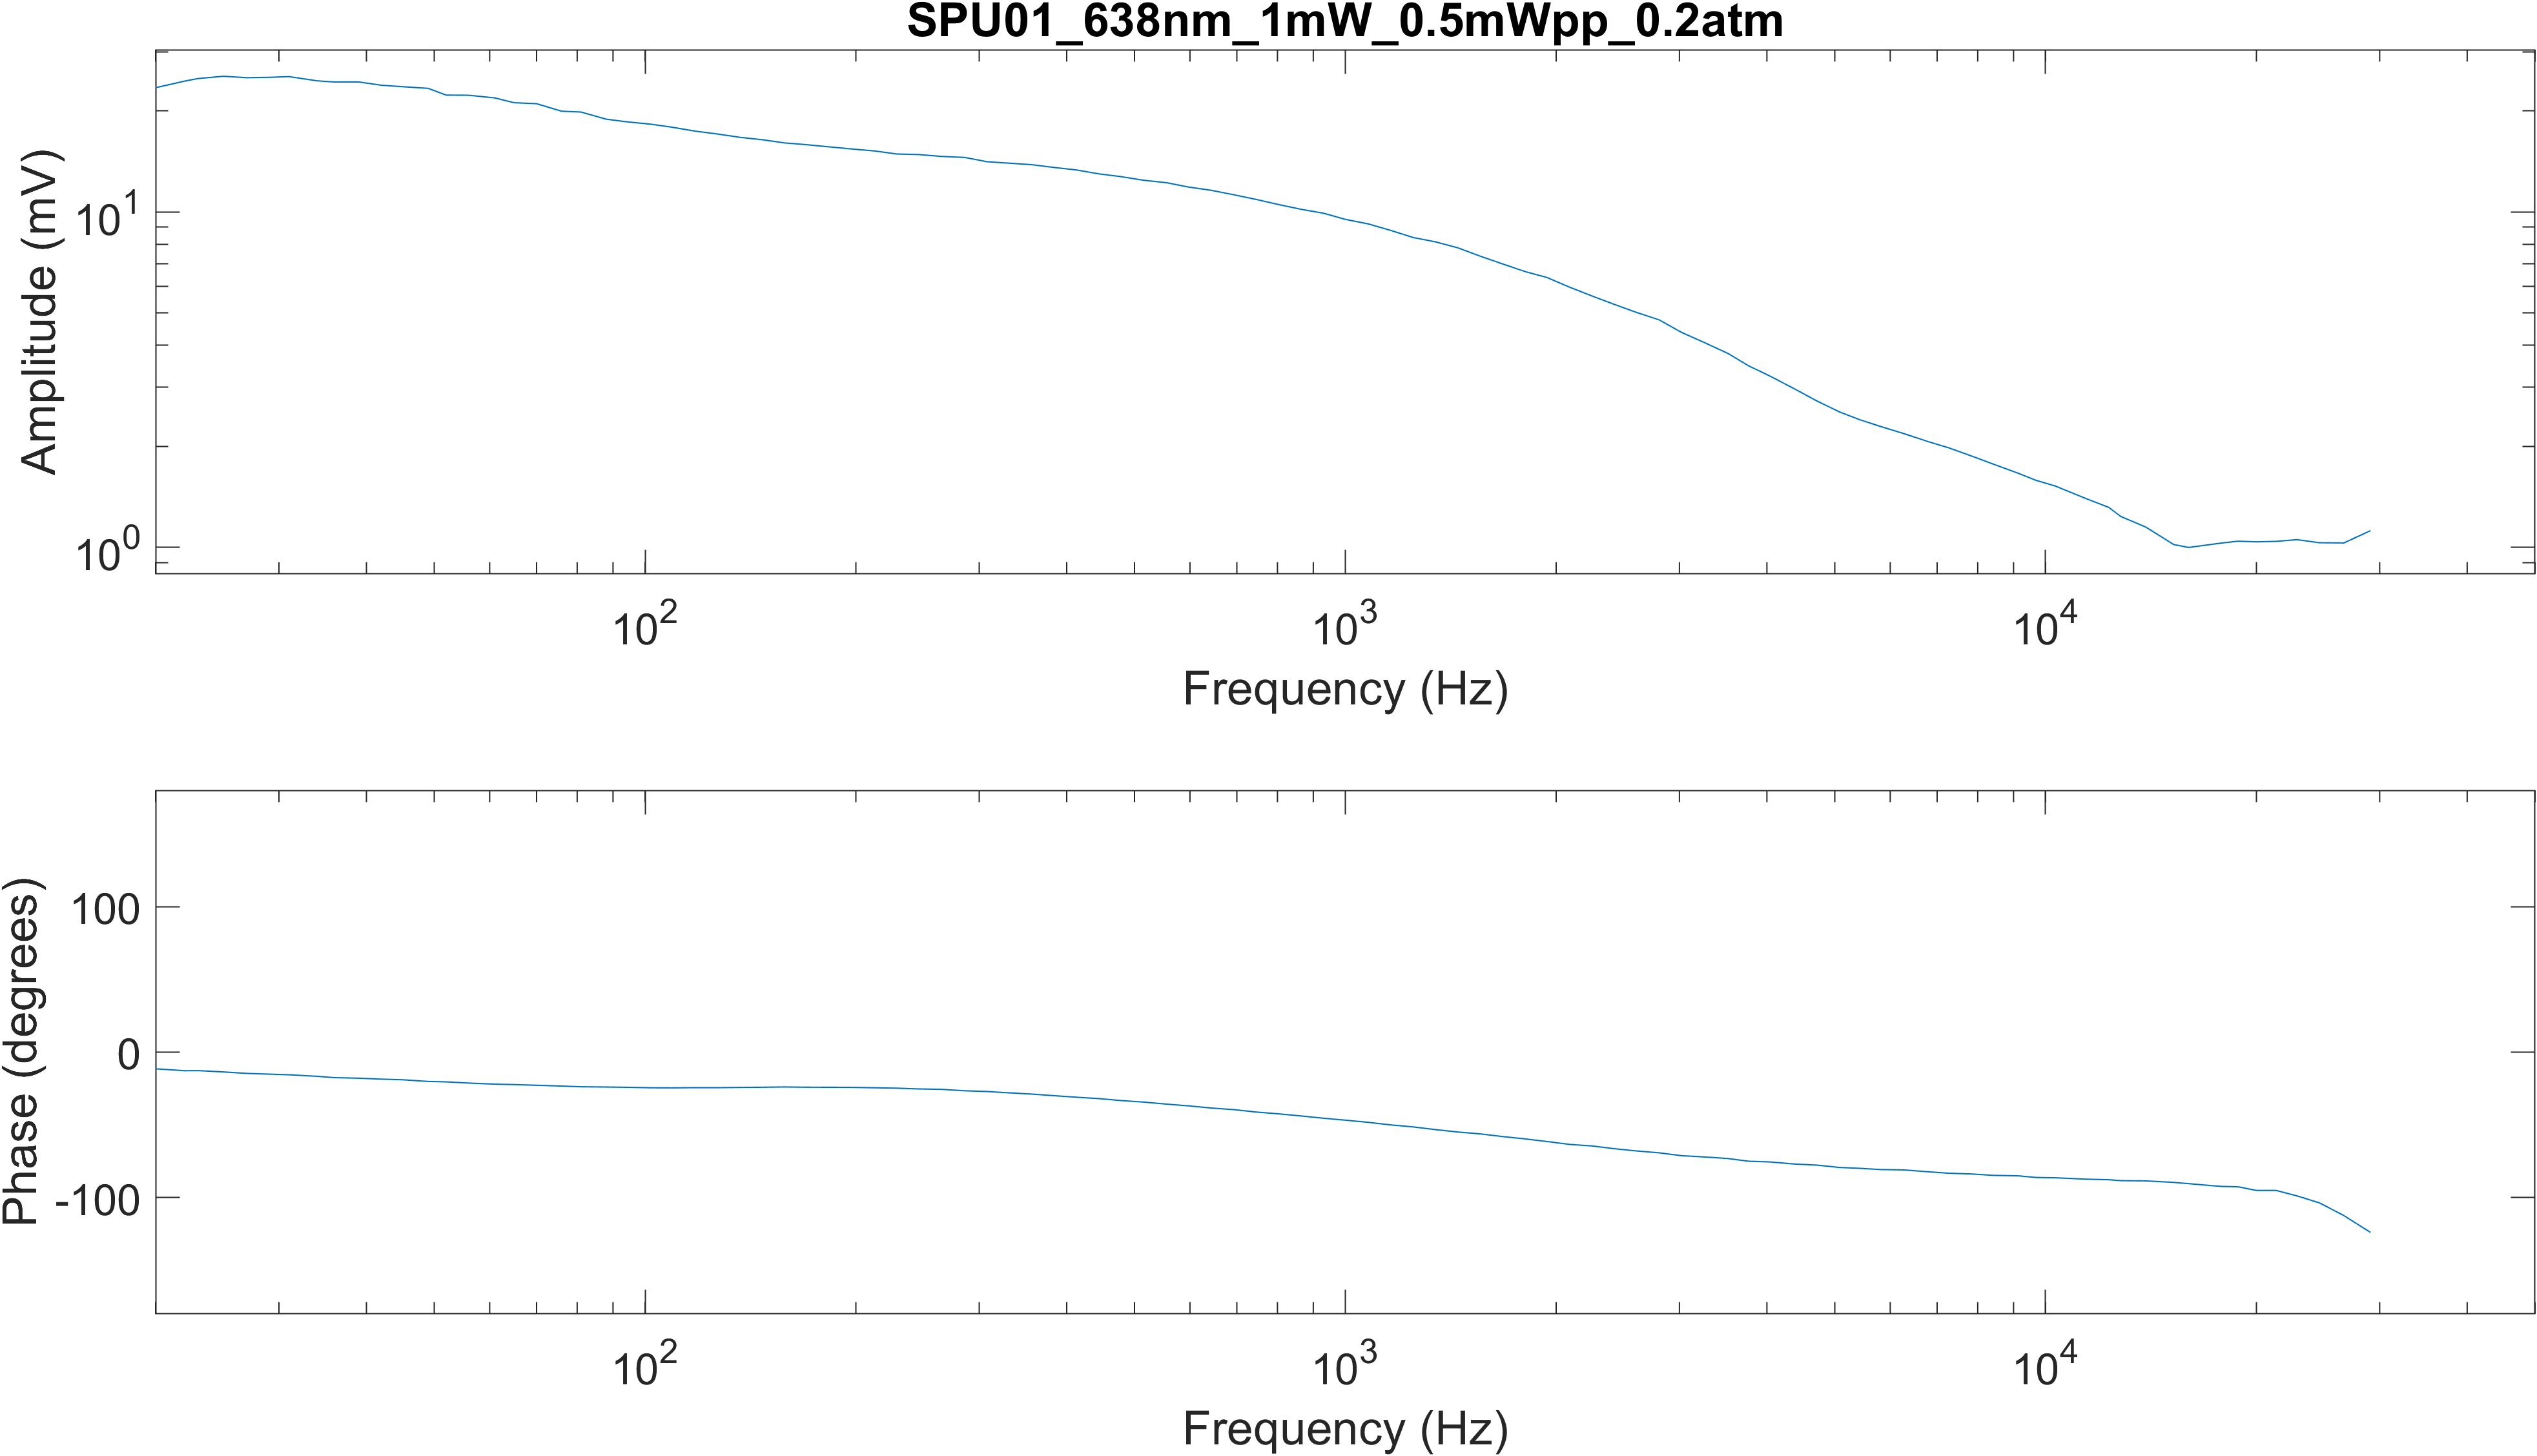 SPU01_638nm_1mW_0.5mWpp_0.2atm
Amplitude (mV)
10^1
10^0
10^2
10^3
10^4
Frequency (Hz)
Phase (degrees)
100
0
-100
10^2
10^3
10^4
Frequency (Hz)